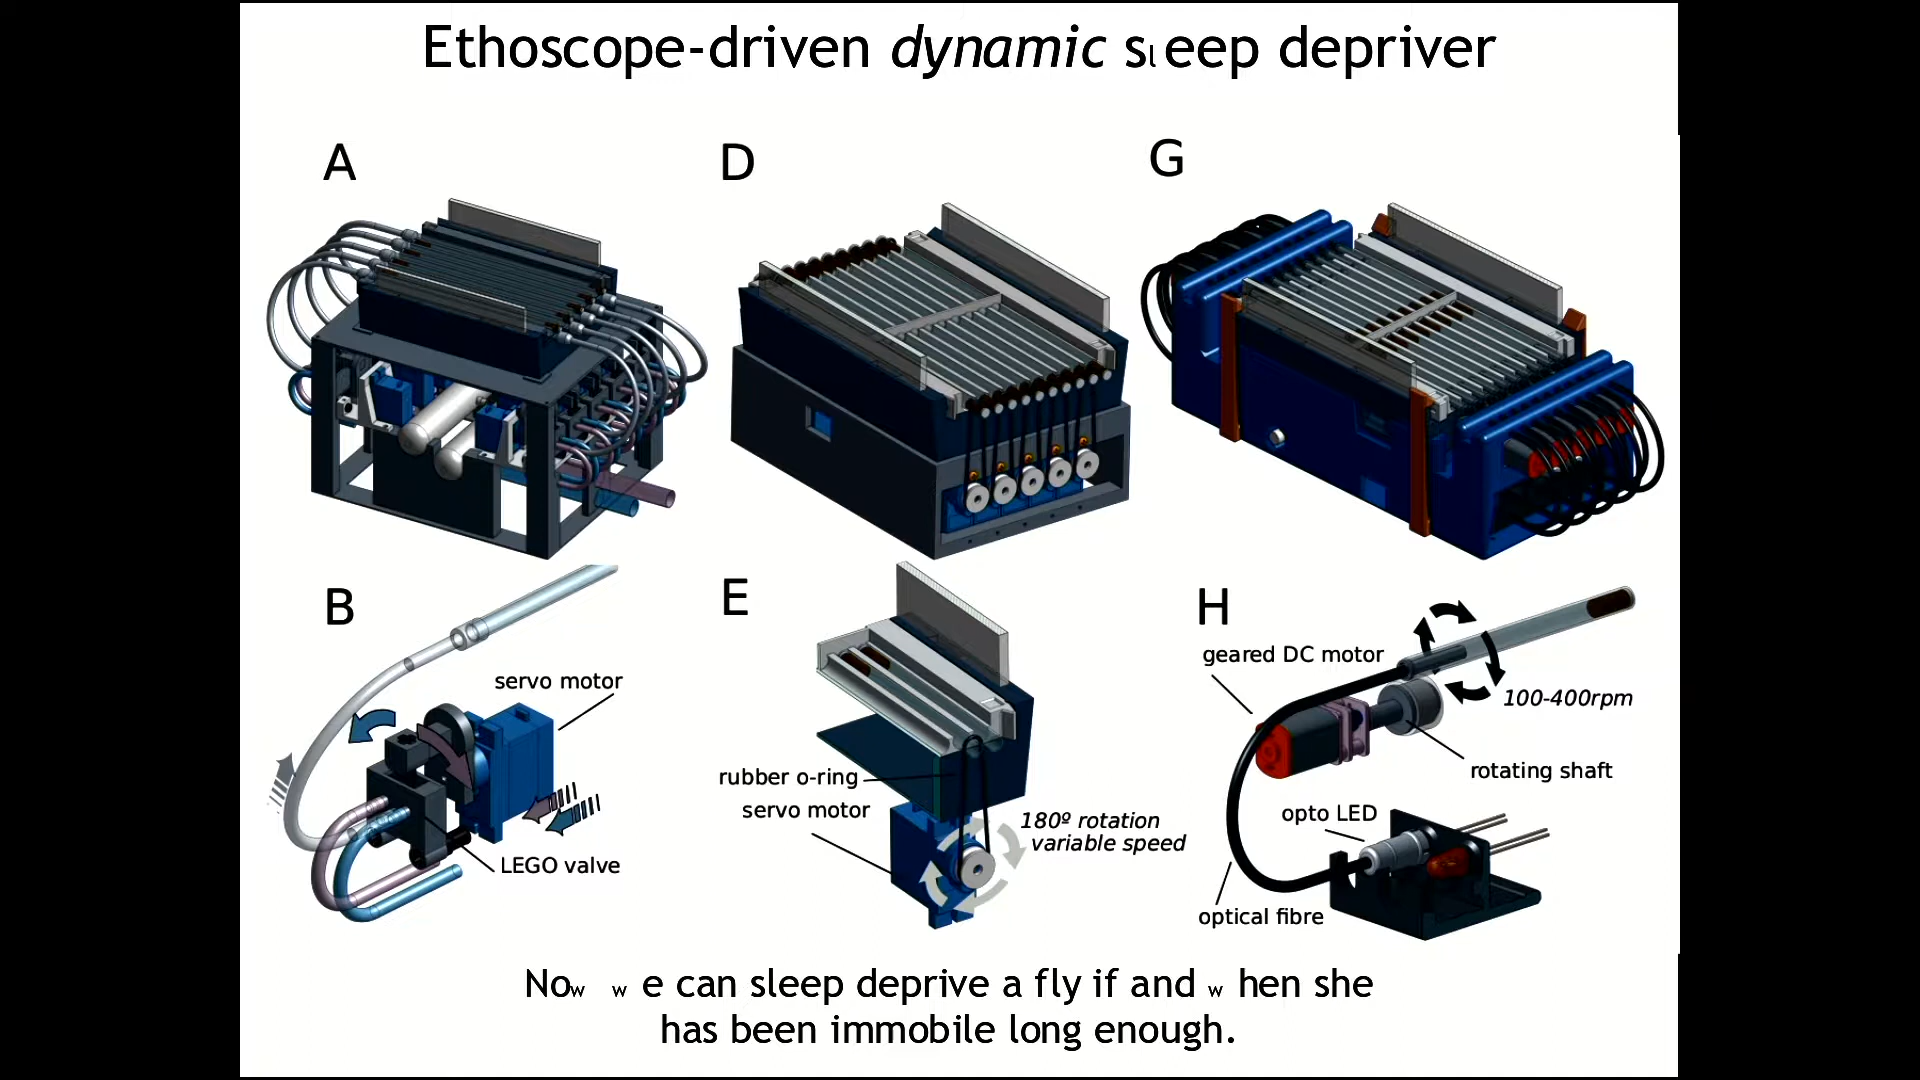 Ethoscope-driven dynamic sleep depriver
A
D
G
B
servo motor
LEGO valve
E
rubber o-ring
servo motor
180º rotation
variable speed
H
geared DC motor
100-400rpm
rotating shaft
opto LED
optical fibre
Now we can sleep deprive a fly if and when she
has been immobile long enough.